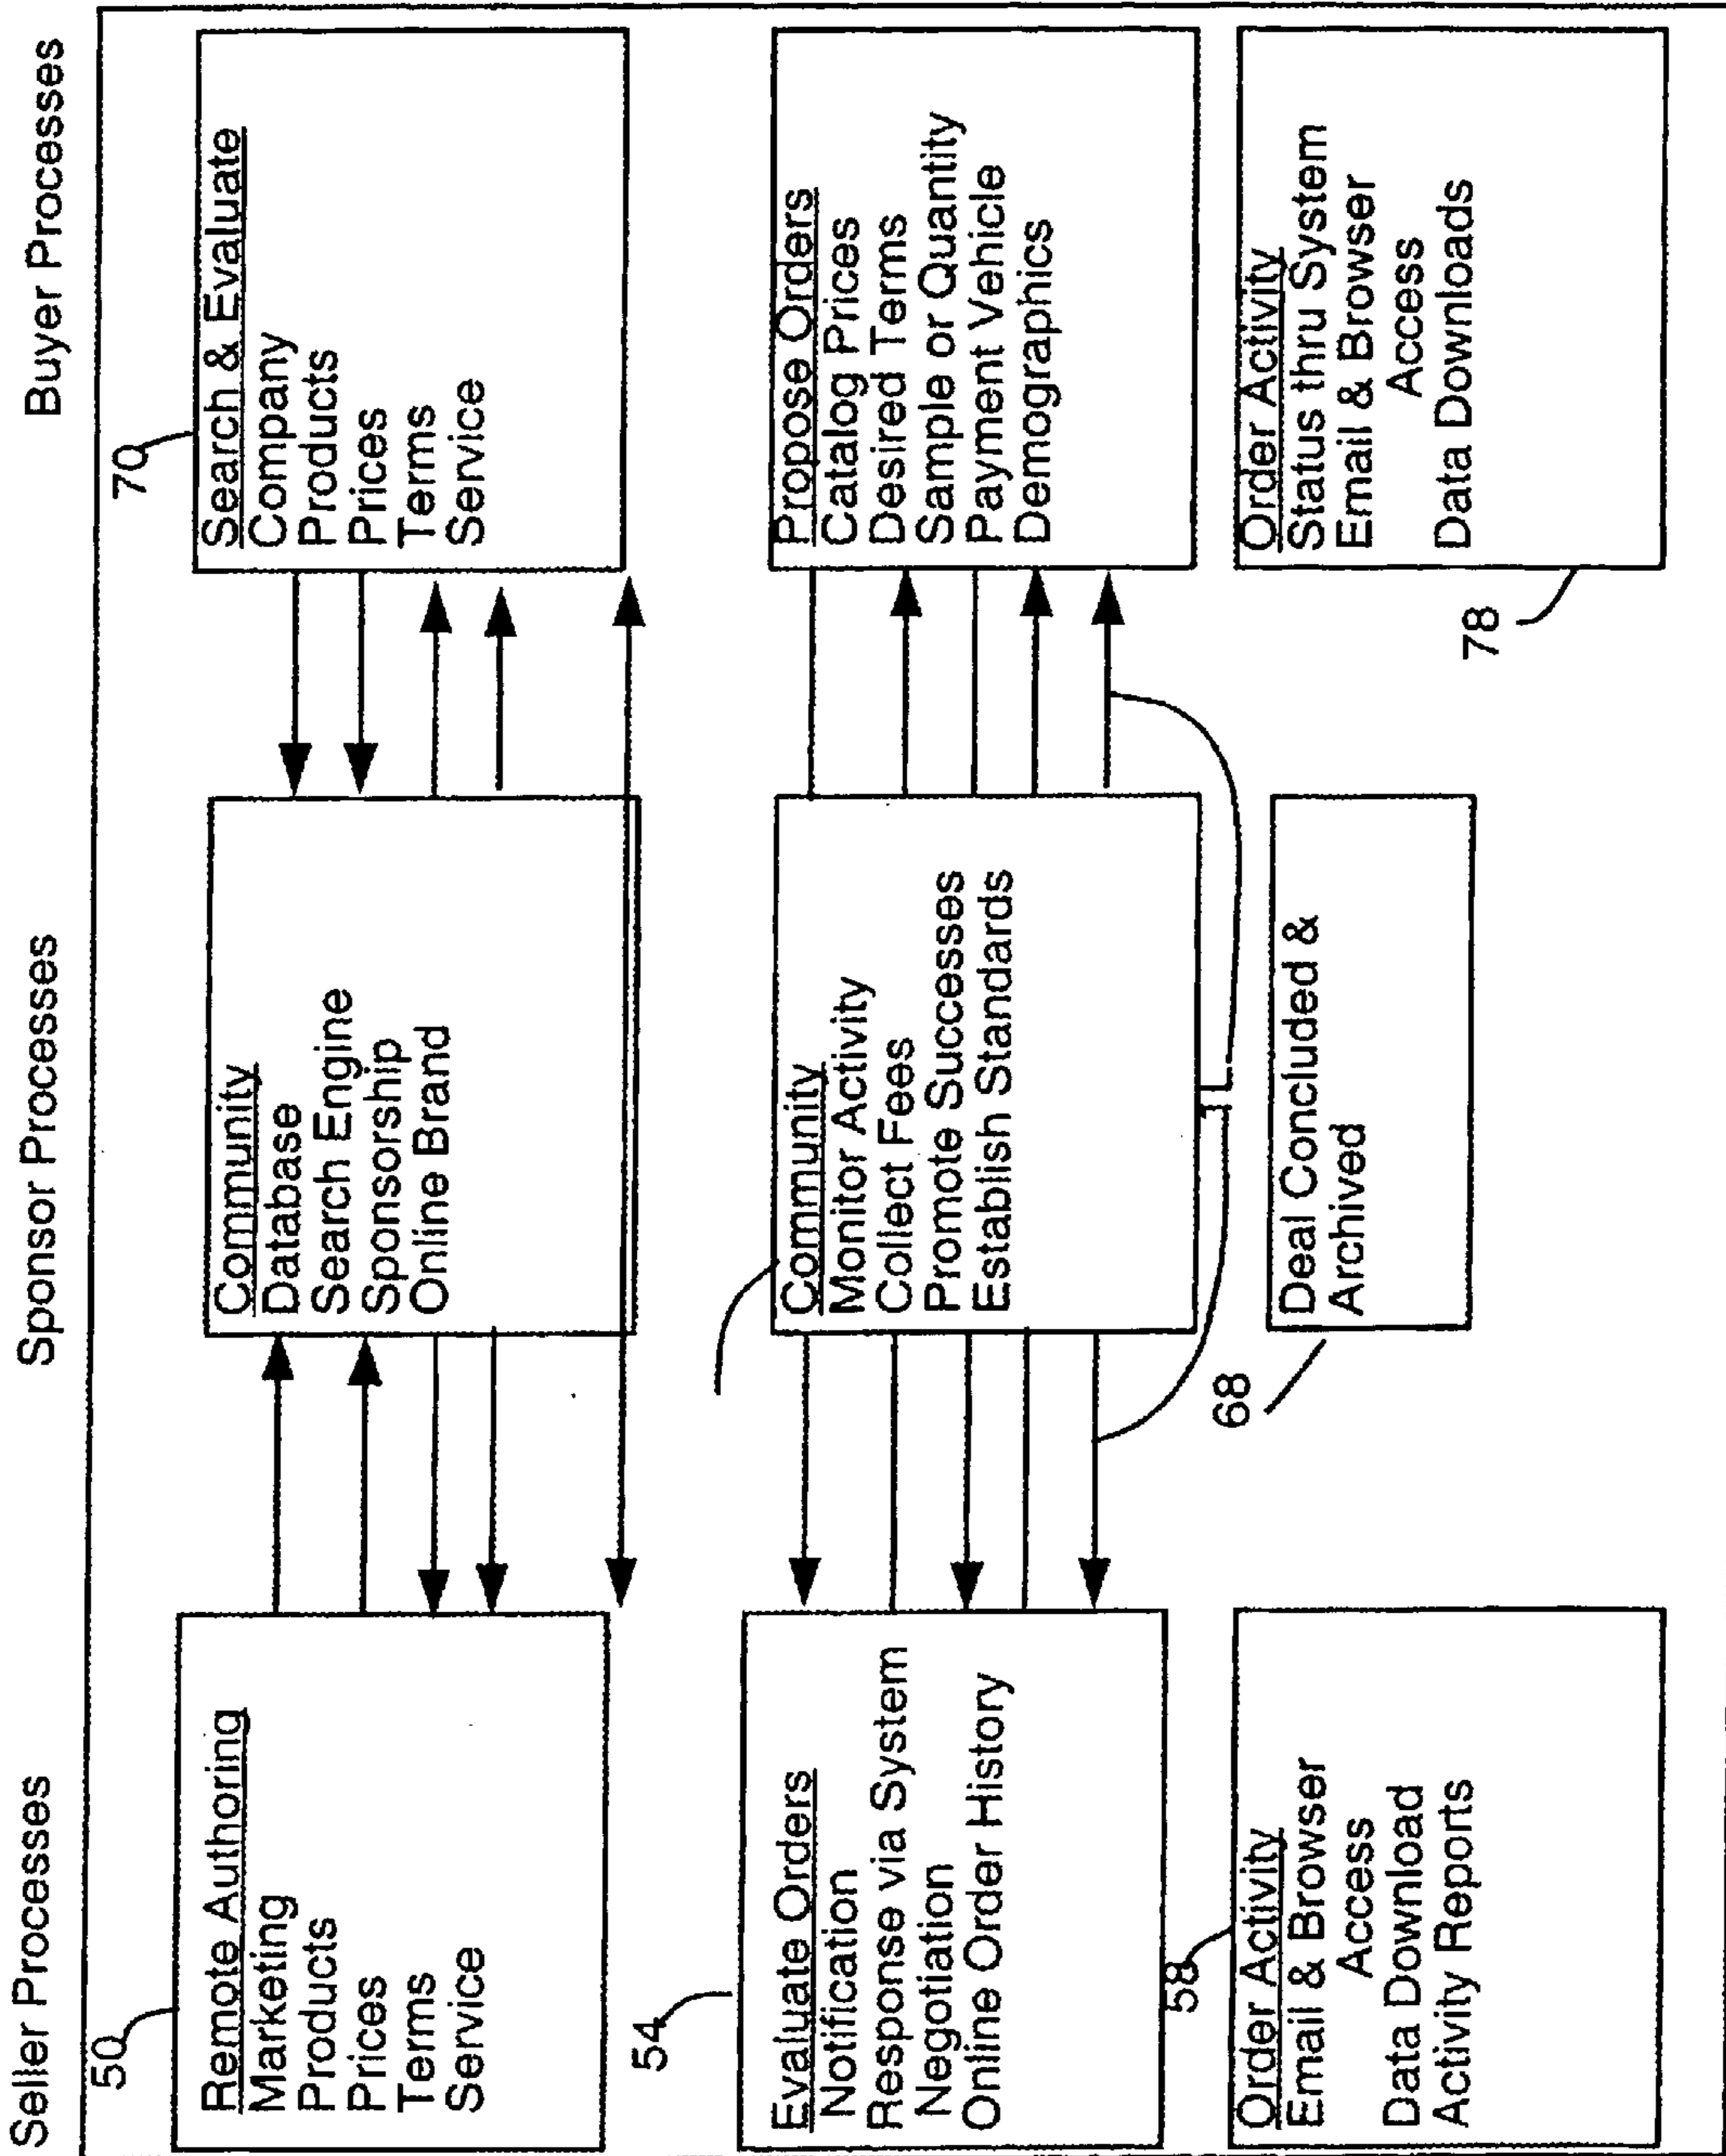 Seller Processes
Sponsor Processes
Buyer Processes
50
Remote Authoring
Marketing
Products
Prices
Terms
Service
Community
Database
Search Engine
Sponsorship
Online Brand
70
Search & Evaluate
Company
Products
Prices
Terms
Service
54
Evaluate Orders
Notification
Response via System
Negotiation
Online Order History
Community
Monitor Activity
Collect Fees
Promote Successes
Establish Standards
Propose Orders
Catalog Prices
Desired Terms
Sample or Quantity
Payment Vehicle
Demographics
58
Order Activity
Email & Browser
Access
Data Download
Activity Reports
68
Deal Concluded &
Archived
78
Order Activity
Status thru System
Email & Browser
Access
Data Downloads